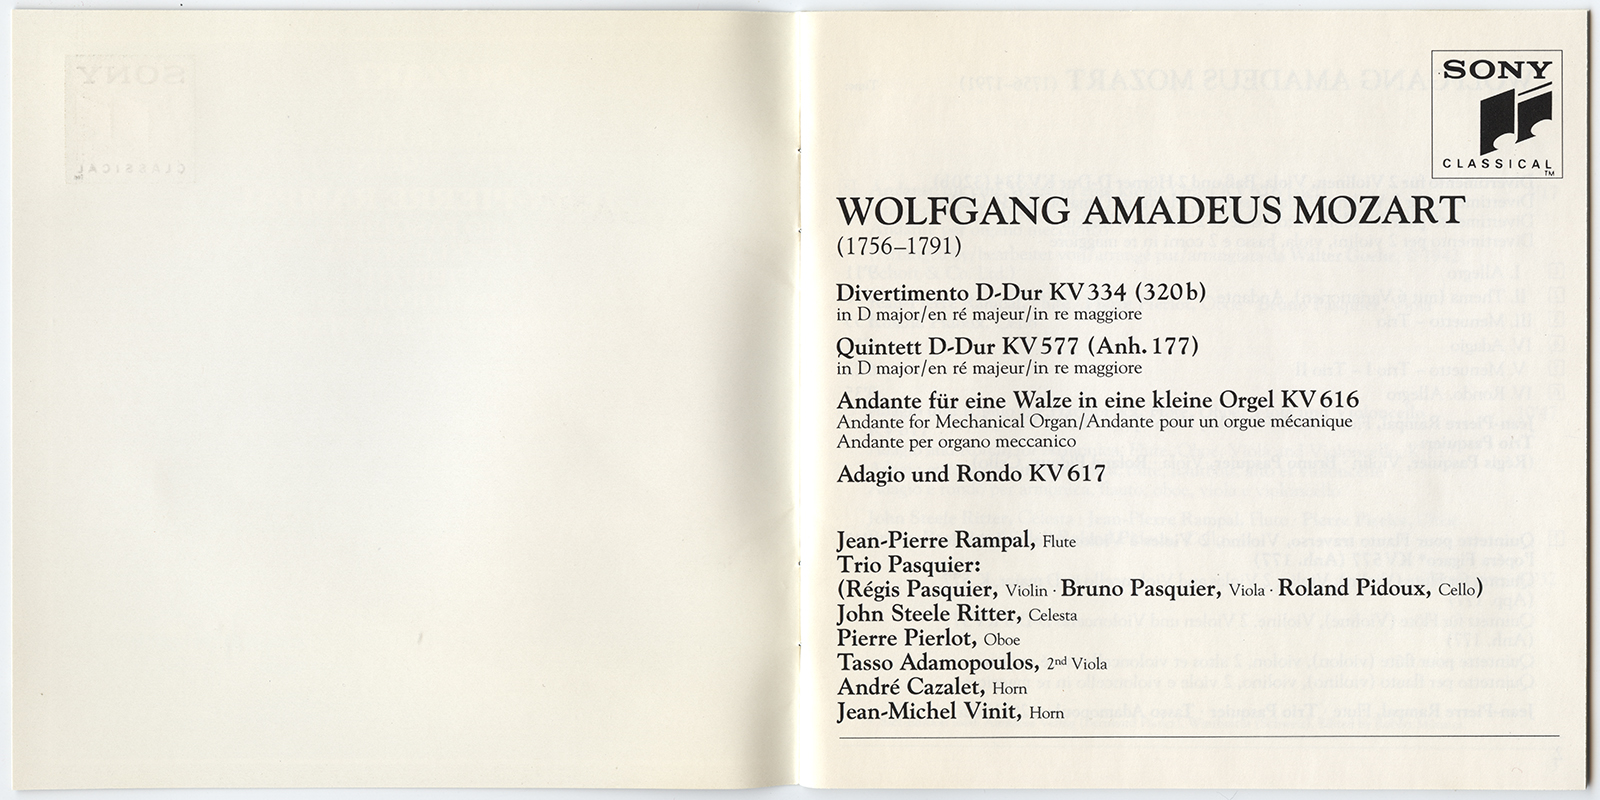 SONY
CLASSICAL
TM
WOLFGANG AMADEUS MOZART
(1756–1791)
Divertimento D-Dur KV 334 (320b)
in D major/en ré majeur/in re maggiore
Quintett D-Dur KV 577 (Anh. 177)
in D major/en ré majeur/in re maggiore
Andante für eine Walze in eine kleine Orgel KV 616
Andante for Mechanical Organ/Andante pour un orgue mécanique
Andante per organo meccanico
Adagio und Rondo KV 617
Jean-Pierre Rampal, Flute
Trio Pasquier:
(Régis Pasquier, Violin · Bruno Pasquier, Viola · Roland Pidoux, Cello)
John Steele Ritter, Celesta
Pierre Pierlot, Oboe
Tasso Adamopoulos, 2nd Viola
André Cazalet, Horn
Jean-Michel Vinit, Horn